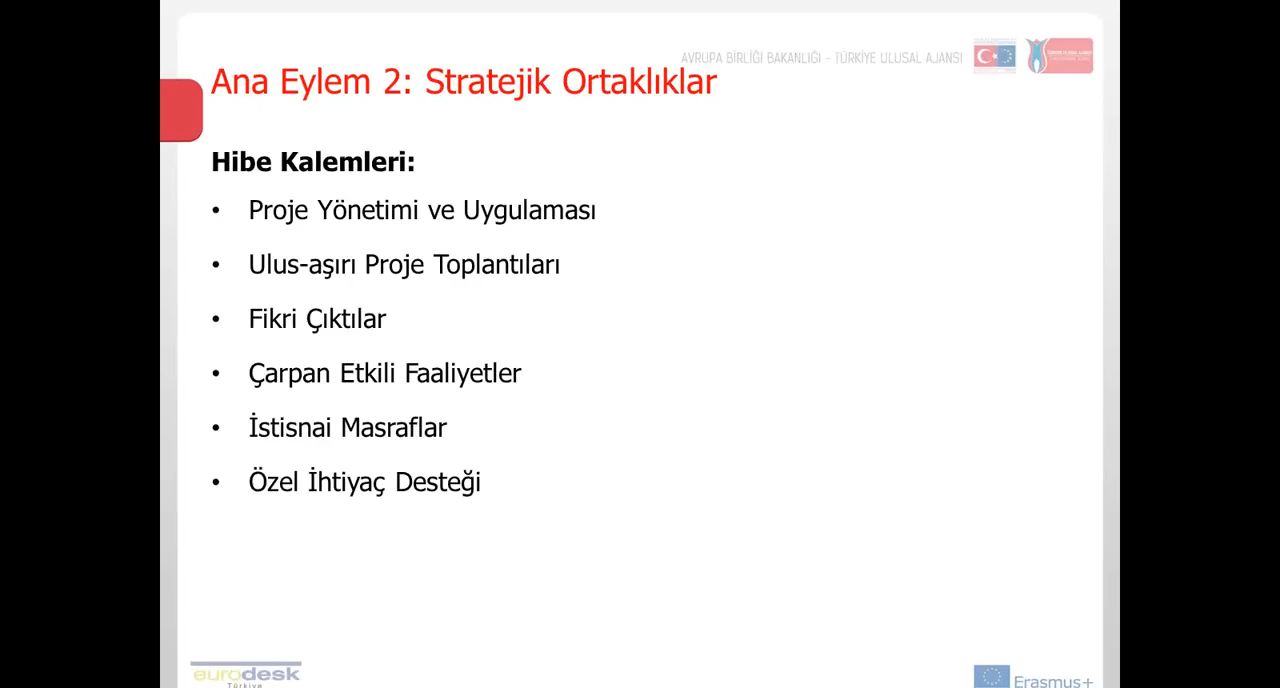 AVRUPA BİRLİĞİ BAKANLIĞI - TÜRKİYE ULUSAL AJANSI
Ana Eylem 2: Stratejik Ortaklıklar
Hibe Kalemleri:
• Proje Yönetimi ve Uygulaması
• Ulus-aşırı Proje Toplantıları
• Fikri Çıktılar
• Çarpan Etkili Faaliyetler
• İstisnai Masraflar
• Özel İhtiyaç Desteği
eurodesk
Türkiye
Erasmus+